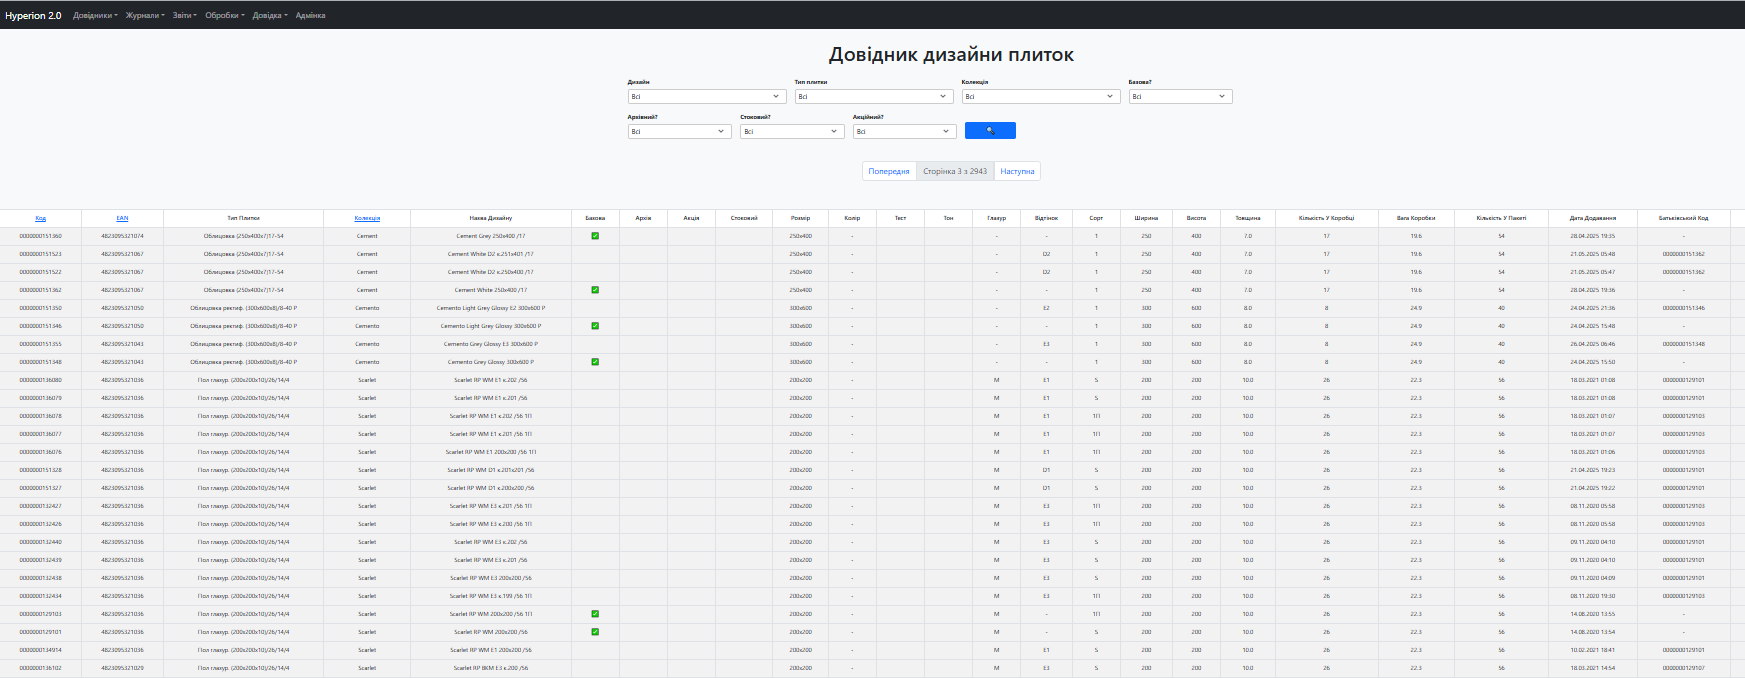 Hyperion 2.0 Довідники Журнали Звіти Обробки Довідка Адмінка
Довідник дизайни плиток
Дизайн Тип плитки Колекція Базова?
Всі Всі Всі Всі
Архівний? Стоковий? Акційний?
Всі Всі Всі
Попередня Сторінка 3 з 2943 Наступна
Код EAN Тип Плитки Колекція Назва Дизайну Базова Архів Акція Стоковий Розмір Колір Тест Тон Глазур Відтінок Сорт Ширина Висота Товщина Кількість У Коробці Вага Коробки Кількість У Пакеті Дата Додавання Батьківський Код
0000000151360 4823095321074 Облицовка (250х400х7)17-54 Cement Cement Grey 250x400 /17 ✅ 250x400 - - - 1 250 400 7.0 17 19.6 54 28.04.2025 19:35 -
0000000151523 4823095321067 Облицовка (250х400х7)17-54 Cement Cement White D2 к.251x401 /17 250x400 - - D2 1 250 400 7.0 17 19.6 54 21.05.2025 05:48 0000000151362
0000000151522 4823095321067 Облицовка (250х400х7)17-54 Cement Cement White D2 к.250x400 /17 250x400 - - D2 1 250 400 7.0 17 19.6 54 21.05.2025 05:47 0000000151362
0000000151362 4823095321067 Облицовка (250х400х7)17-54 Cement Cement White 250x400 /17 ✅ 250x400 - - - 1 250 400 7.0 17 19.6 54 28.04.2025 19:36 -
0000000151350 4823095321050 Облицовка ректиф. (300х600х8)/8-40 Р Cemento Cemento Light Grey Glossy E2 300x600 P 300x600 - - E2 1 300 600 8.0 8 24.9 40 24.04.2025 21:36 0000000151346
0000000151346 4823095321050 Облицовка ректиф. (300х600х8)/8-40 Р Cemento Cemento Light Grey Glossy 300x600 P ✅ 300x600 - - - 1 300 600 8.0 8 24.9 40 24.04.2025 15:48 -
0000000151355 4823095321043 Облицовка ректиф. (300х600х8)/8-40 Р Cemento Cemento Grey Glossy E3 300x600 P 300x600 - - E3 1 300 600 8.0 8 24.9 40 26.04.2025 06:46 0000000151348
0000000151348 4823095321043 Облицовка ректиф. (300х600х8)/8-40 Р Cemento Cemento Grey Glossy 300x600 P ✅ 300x600 - - - 1 300 600 8.0 8 24.9 40 24.04.2025 15:50 -
0000000136080 4823095321036 Пол глазур. (200х200х10)/26/14/4 Scarlet Scarlet RP WM E1 к.202 /56 200x200 - M E1 5 200 200 10.0 26 22.3 56 18.03.2021 01:08 0000000129101
0000000136079 4823095321036 Пол глазур. (200х200х10)/26/14/4 Scarlet Scarlet RP WM E1 к.201 /56 200x200 - M E1 5 200 200 10.0 26 22.3 56 18.03.2021 01:08 0000000129101
0000000136078 4823095321036 Пол глазур. (200х200х10)/26/14/4 Scarlet Scarlet RP WM E1 к.202 /56 1П 200x200 - M E1 1П 200 200 10.0 26 22.3 56 18.03.2021 01:07 0000000129103
0000000136077 4823095321036 Пол глазур. (200х200х10)/26/14/4 Scarlet Scarlet RP WM E1 к.201 /56 1П 200x200 - M E1 1П 200 200 10.0 26 22.3 56 18.03.2021 01:07 0000000129103
0000000136076 4823095321036 Пол глазур. (200х200х10)/26/14/4 Scarlet Scarlet RP WM E1 200x200 /56 1П 200x200 - M E1 1П 200 200 10.0 26 22.3 56 18.03.2021 01:06 0000000129103
0000000151328 4823095321036 Пол глазур. (200х200х10)/26/14/4 Scarlet Scarlet RP WM D1 к.201x201 /56 200x200 - M D1 5 200 200 10.0 26 22.3 56 21.04.2025 19:23 0000000129101
0000000151327 4823095321036 Пол глазур. (200х200х10)/26/14/4 Scarlet Scarlet RP WM D1 к.200x200 /56 200x200 - M D1 5 200 200 10.0 26 22.3 56 21.04.2025 19:22 0000000129101
0000000132427 4823095321036 Пол глазур. (200х200х10)/26/14/4 Scarlet Scarlet RP WM E3 к.201 /56 1П 200x200 - M E3 1П 200 200 10.0 26 22.3 56 08.11.2020 05:58 0000000129103
0000000132426 4823095321036 Пол глазур. (200х200х10)/26/14/4 Scarlet Scarlet RP WM E3 к.200 /56 1П 200x200 - M E3 1П 200 200 10.0 26 22.3 56 08.11.2020 05:58 0000000129103
0000000132440 4823095321036 Пол глазур. (200х200х10)/26/14/4 Scarlet Scarlet RP WM E3 к.202 /56 200x200 - M E3 5 200 200 10.0 26 22.3 56 09.11.2020 04:10 0000000129101
0000000132439 4823095321036 Пол глазур. (200х200х10)/26/14/4 Scarlet Scarlet RP WM E3 к.201 /56 200x200 - M E3 5 200 200 10.0 26 22.3 56 09.11.2020 04:10 0000000129101
0000000132438 4823095321036 Пол глазур. (200х200х10)/26/14/4 Scarlet Scarlet RP WM E3 200x200 /56 200x200 - M E3 5 200 200 10.0 26 22.3 56 09.11.2020 04:09 0000000129101
0000000132434 4823095321036 Пол глазур. (200х200х10)/26/14/4 Scarlet Scarlet RP WM E3 к.199 /56 1П 200x200 - M E3 1П 200 200 10.0 26 22.3 56 08.11.2020 19:30 0000000129103
0000000129103 4823095321036 Пол глазур. (200х200х10)/26/14/4 Scarlet Scarlet RP WM 200x200 /56 1П ✅ 200x200 - M - 1П 200 200 10.0 26 22.3 56 14.08.2020 13:55 -
0000000129101 4823095321036 Пол глазур. (200х200х10)/26/14/4 Scarlet Scarlet RP WM 200x200 /56 ✅ 200x200 - M - 5 200 200 10.0 26 22.3 56 14.08.2020 13:54 -
0000000134914 4823095321036 Пол глазур. (200х200х10)/26/14/4 Scarlet Scarlet RP WM E1 200x200 /56 200x200 - M E1 5 200 200 10.0 26 22.3 56 10.02.2021 18:41 0000000129101
0000000136102 4823095321029 Пол глазур. (200х200х10)/26/14/4 Scarlet Scarlet RP BKM E3 к.200 /56 200x200 - M E3 5 200 200 10.0 26 22.3 56 18.03.2021 14:54 0000000129107